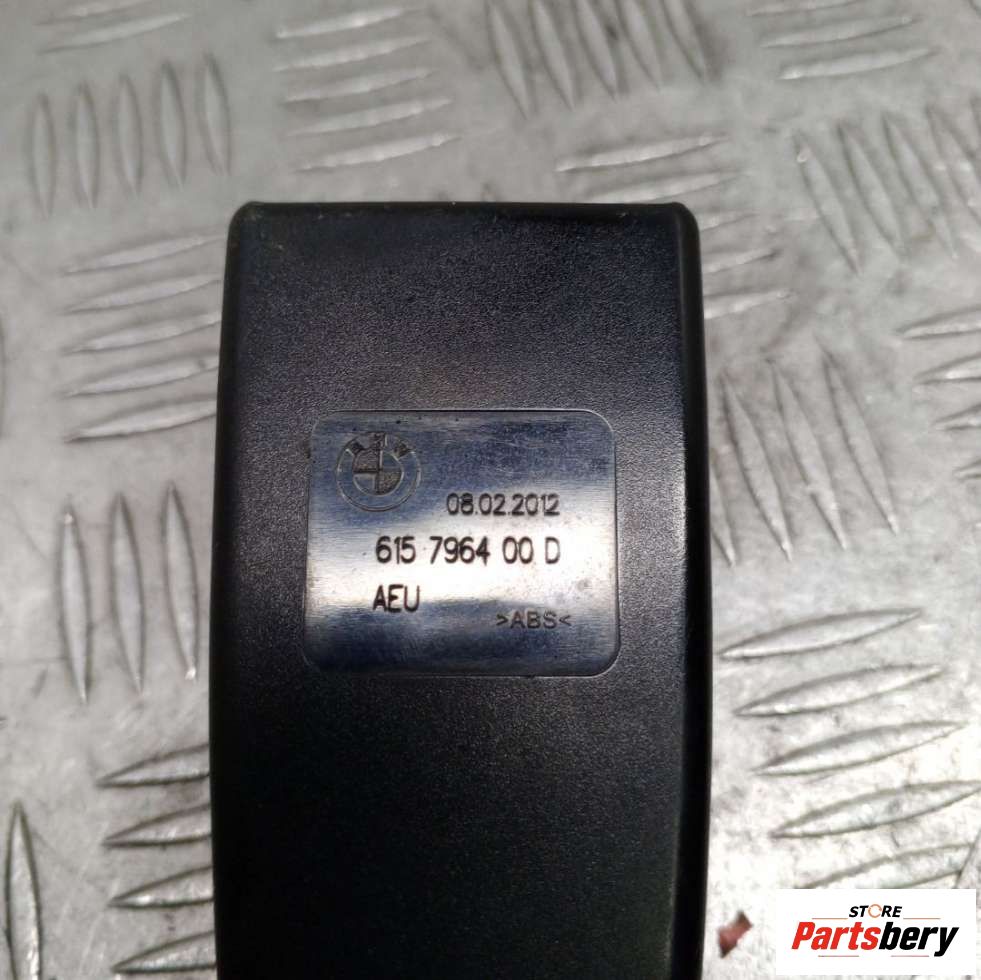 08.02.2012
615 7964 00 D
AEU
>ABS<
STORE
Partsbery